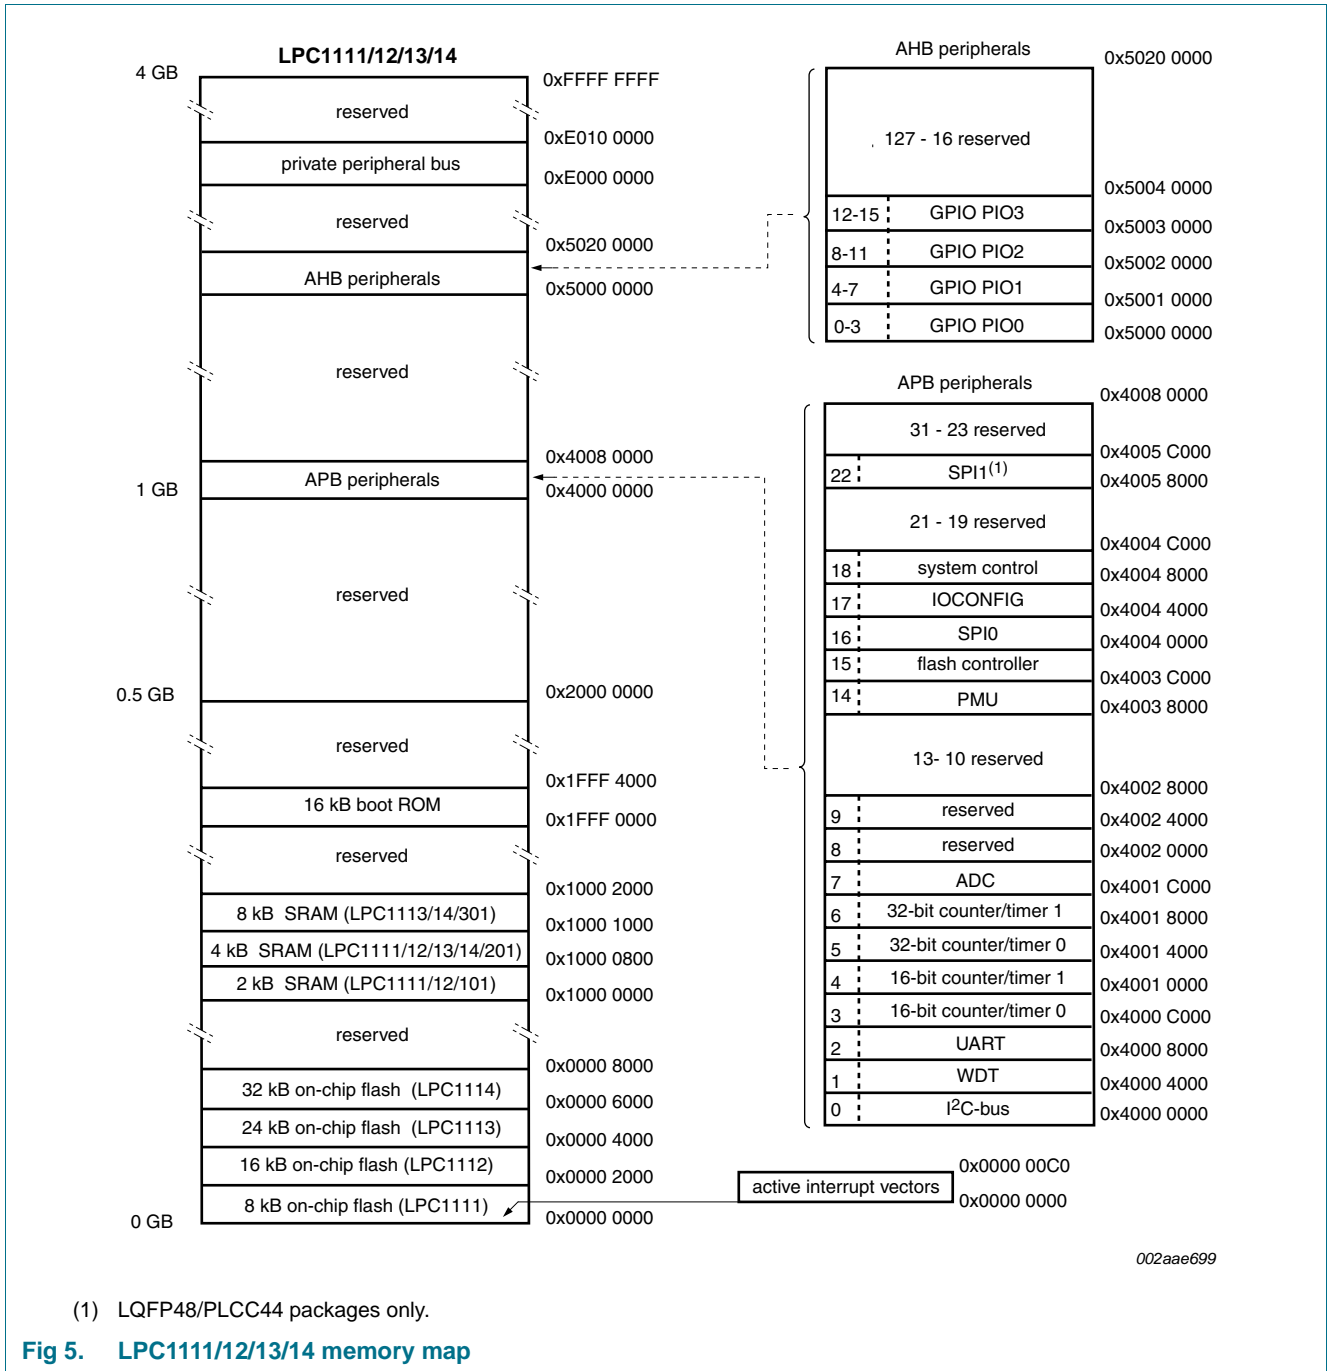 LPC1111/12/13/14
4 GB
0xFFFF FFFF
reserved
0xE010 0000
private peripheral bus
0xE000 0000
reserved
0x5020 0000
AHB peripherals
0x5000 0000
reserved
0x4008 0000
APB peripherals
1 GB
0x4000 0000
reserved
0.5 GB
0x2000 0000
reserved
0x1FFF 4000
16 kB boot ROM
0x1FFF 0000
reserved
0x1000 2000
8 kB SRAM (LPC1113/14/301)
0x1000 1000
4 kB SRAM (LPC1111/12/13/14/201)
0x1000 0800
2 kB SRAM (LPC1111/12/101)
0x1000 0000
reserved
0x0000 8000
32 kB on-chip flash (LPC1114)
0x0000 6000
24 kB on-chip flash (LPC1113)
0x0000 4000
16 kB on-chip flash (LPC1112)
0x0000 2000
8 kB on-chip flash (LPC1111)
0 GB
0x0000 0000
AHB peripherals
0x5020 0000
127 - 16 reserved
0x5004 0000
12-15 GPIO PIO3
0x5003 0000
8-11 GPIO PIO2
0x5002 0000
4-7 GPIO PIO1
0x5001 0000
0-3 GPIO PIO0
0x5000 0000
APB peripherals
0x4008 0000
31 - 23 reserved
0x4005 C000
22 SPI1(1)
0x4005 8000
21 - 19 reserved
0x4004 C000
18 system control
0x4004 8000
17 IOCONFIG
0x4004 4000
16 SPI0
0x4004 0000
15 flash controller
0x4003 C000
14 PMU
0x4003 8000
13- 10 reserved
0x4002 8000
9 reserved
0x4002 4000
8 reserved
0x4002 0000
7 ADC
0x4001 C000
6 32-bit counter/timer 1
0x4001 8000
5 32-bit counter/timer 0
0x4001 4000
4 16-bit counter/timer 1
0x4001 0000
3 16-bit counter/timer 0
0x4000 C000
2 UART
0x4000 8000
1 WDT
0x4000 4000
0 I2C-bus
0x4000 0000
0x0000 00C0
active interrupt vectors
0x0000 0000
002aae699
(1) LQFP48/PLCC44 packages only.
Fig 5. LPC1111/12/13/14 memory map